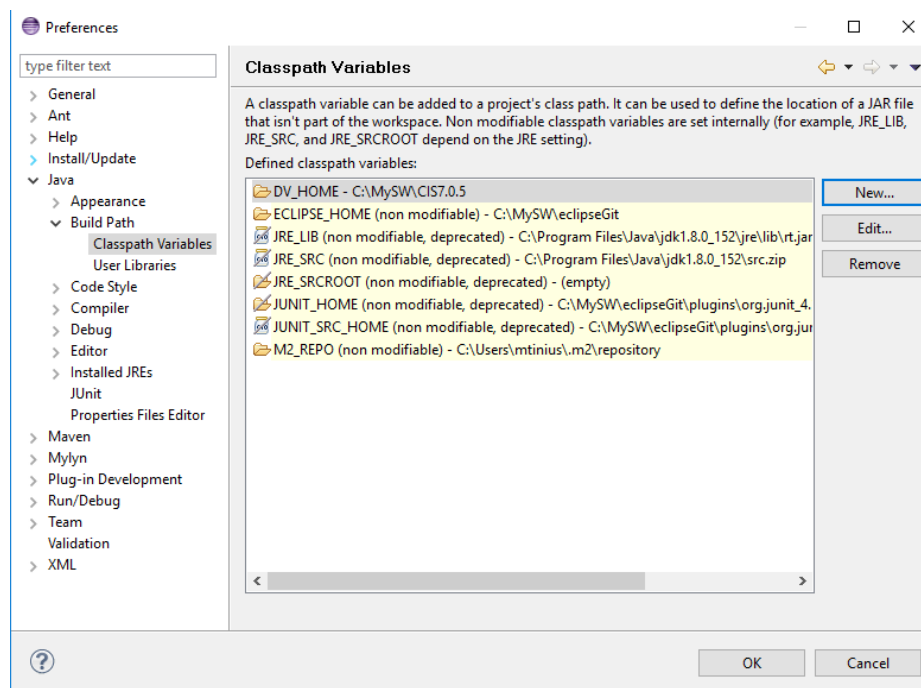 Preferences
type filter text
General
Ant
Help
Install/Update
Java
Appearance
Build Path
Classpath Variables
User Libraries
Code Style
Compiler
Debug
Editor
Installed JREs
JUnit
Properties Files Editor
Maven
Mylyn
Plug-in Development
Run/Debug
Team
Validation
XML
Classpath Variables
A classpath variable can be added to a project's class path. It can be used to define the location of a JAR file
that isn't part of the workspace. Non modifiable classpath variables are set internally (for example, JRE_LIB,
JRE_SRC, and JRE_SRCROOT depend on the JRE setting).
Defined classpath variables:
DV_HOME - C:\MySW\CIS7.0.5
ECLIPSE_HOME (non modifiable) - C:\MySW\eclipseGit
JRE_LIB (non modifiable, deprecated) - C:\Program Files\Java\jdk1.8.0_152\jre\lib\rt.jar
JRE_SRC (non modifiable, deprecated) - C:\Program Files\Java\jdk1.8.0_152\src.zip
JRE_SRCROOT (non modifiable, deprecated) - (empty)
JUNIT_HOME (non modifiable, deprecated) - C:\MySW\eclipseGit\plugins\org.junit_4.
JUNIT_SRC_HOME (non modifiable, deprecated) - C:\MySW\eclipseGit\plugins\org.jur
M2_REPO (non modifiable) - C:\Users\mtinius\.m2\repository
New...
Edit...
Remove
OK
Cancel